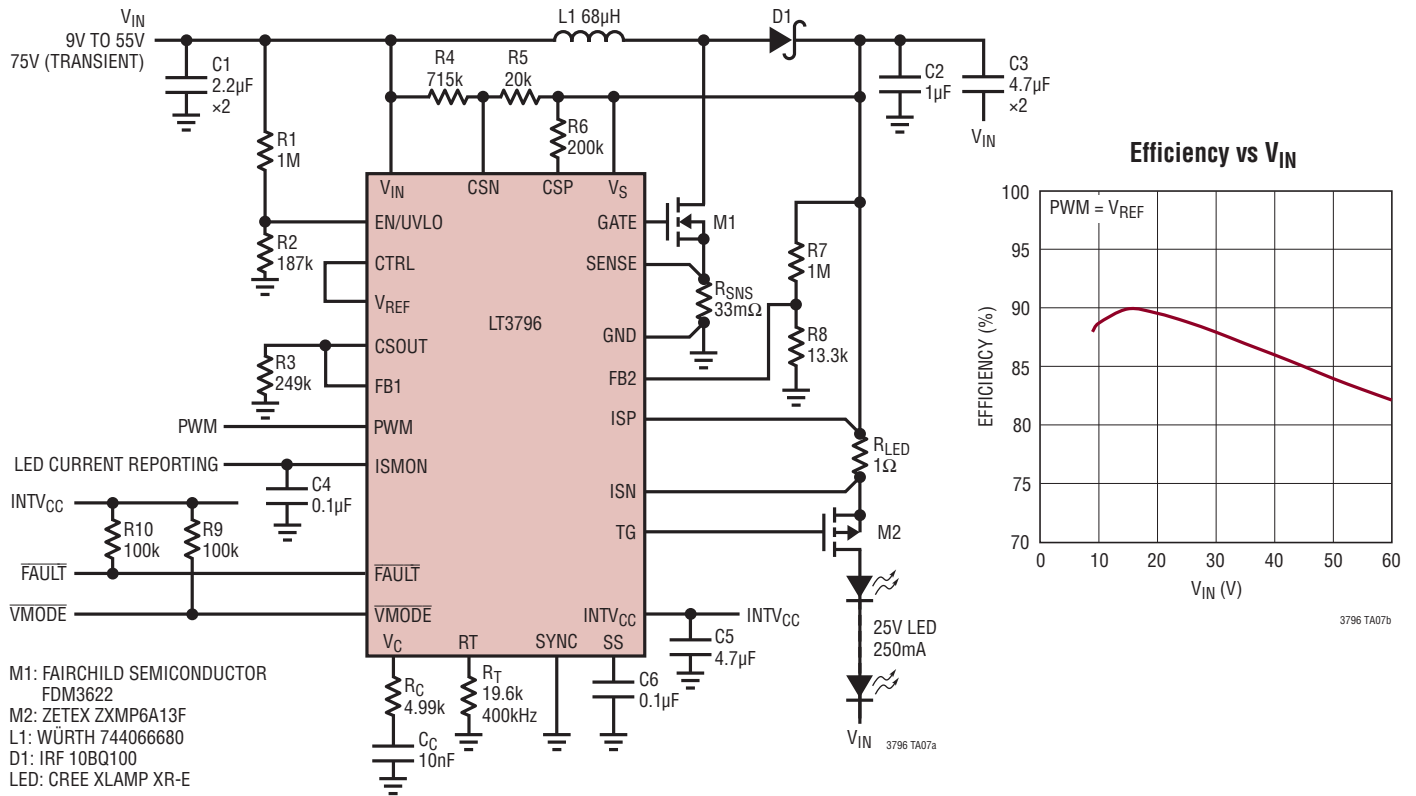 VIN
9V TO 55V
75V (TRANSIENT)
C1
2.2µF
×2
R1
1M
R2
187k
R4
715k
R5
20k
R6
200k
L1 68µH
D1
C2
1µF
C3
4.7µF
×2
VIN
VIN
CSN
CSP
VS
EN/UVLO
CTRL
VREF
CSOUT
FB1
PWM
ISMON
FAULT
VMODE
VC
RT
SYNC
SS
LT3796
GATE
SENSE
GND
FB2
ISP
ISN
TG
INTVCC
M1
RSNS
33mΩ
R7
1M
R8
13.3k
RLED
1Ω
M2
25V LED
250mA
VIN
3796 TA07a
R3
249k
PWM
LED CURRENT REPORTING
C4
0.1µF
INTVCC
R10
100k
R9
100k
FAULT
VMODE
INTVCC
C5
4.7µF
C6
0.1µF
RT
19.6k
400kHz
RC
4.99k
CC
10nF
M1: FAIRCHILD SEMICONDUCTOR
FDM3622
M2: ZETEX ZXMP6A13F
L1: WÜRTH 744066680
D1: IRF 10BQ100
LED: CREE XLAMP XR-E
Efficiency vs VIN
PWM = VREF
EFFICIENCY (%)
100
95
90
85
80
75
70
0 10 20 30 40 50 60
VIN (V)
3796 TA07b